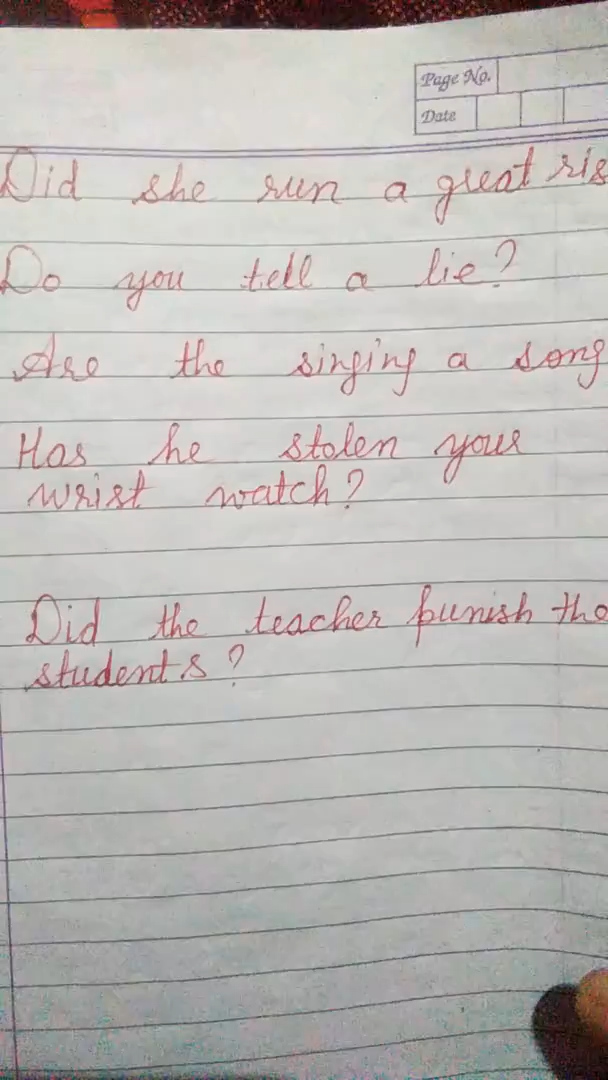 Page No.
Date
Did she run a great ris
Do you tell a lie?
Are the singing a song
Has he stolen your
wrist watch?
Did the teacher punish the
students?